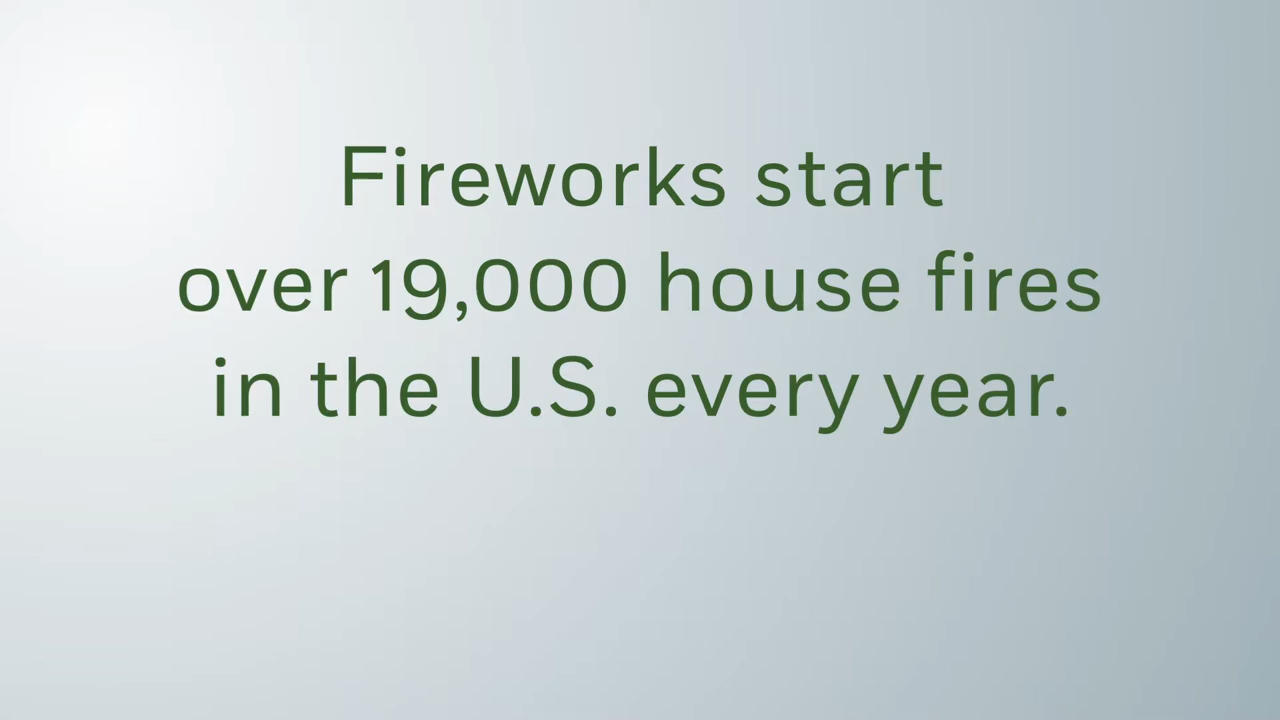 Fireworks start
over 19,000 house fires
in the U.S. every year.